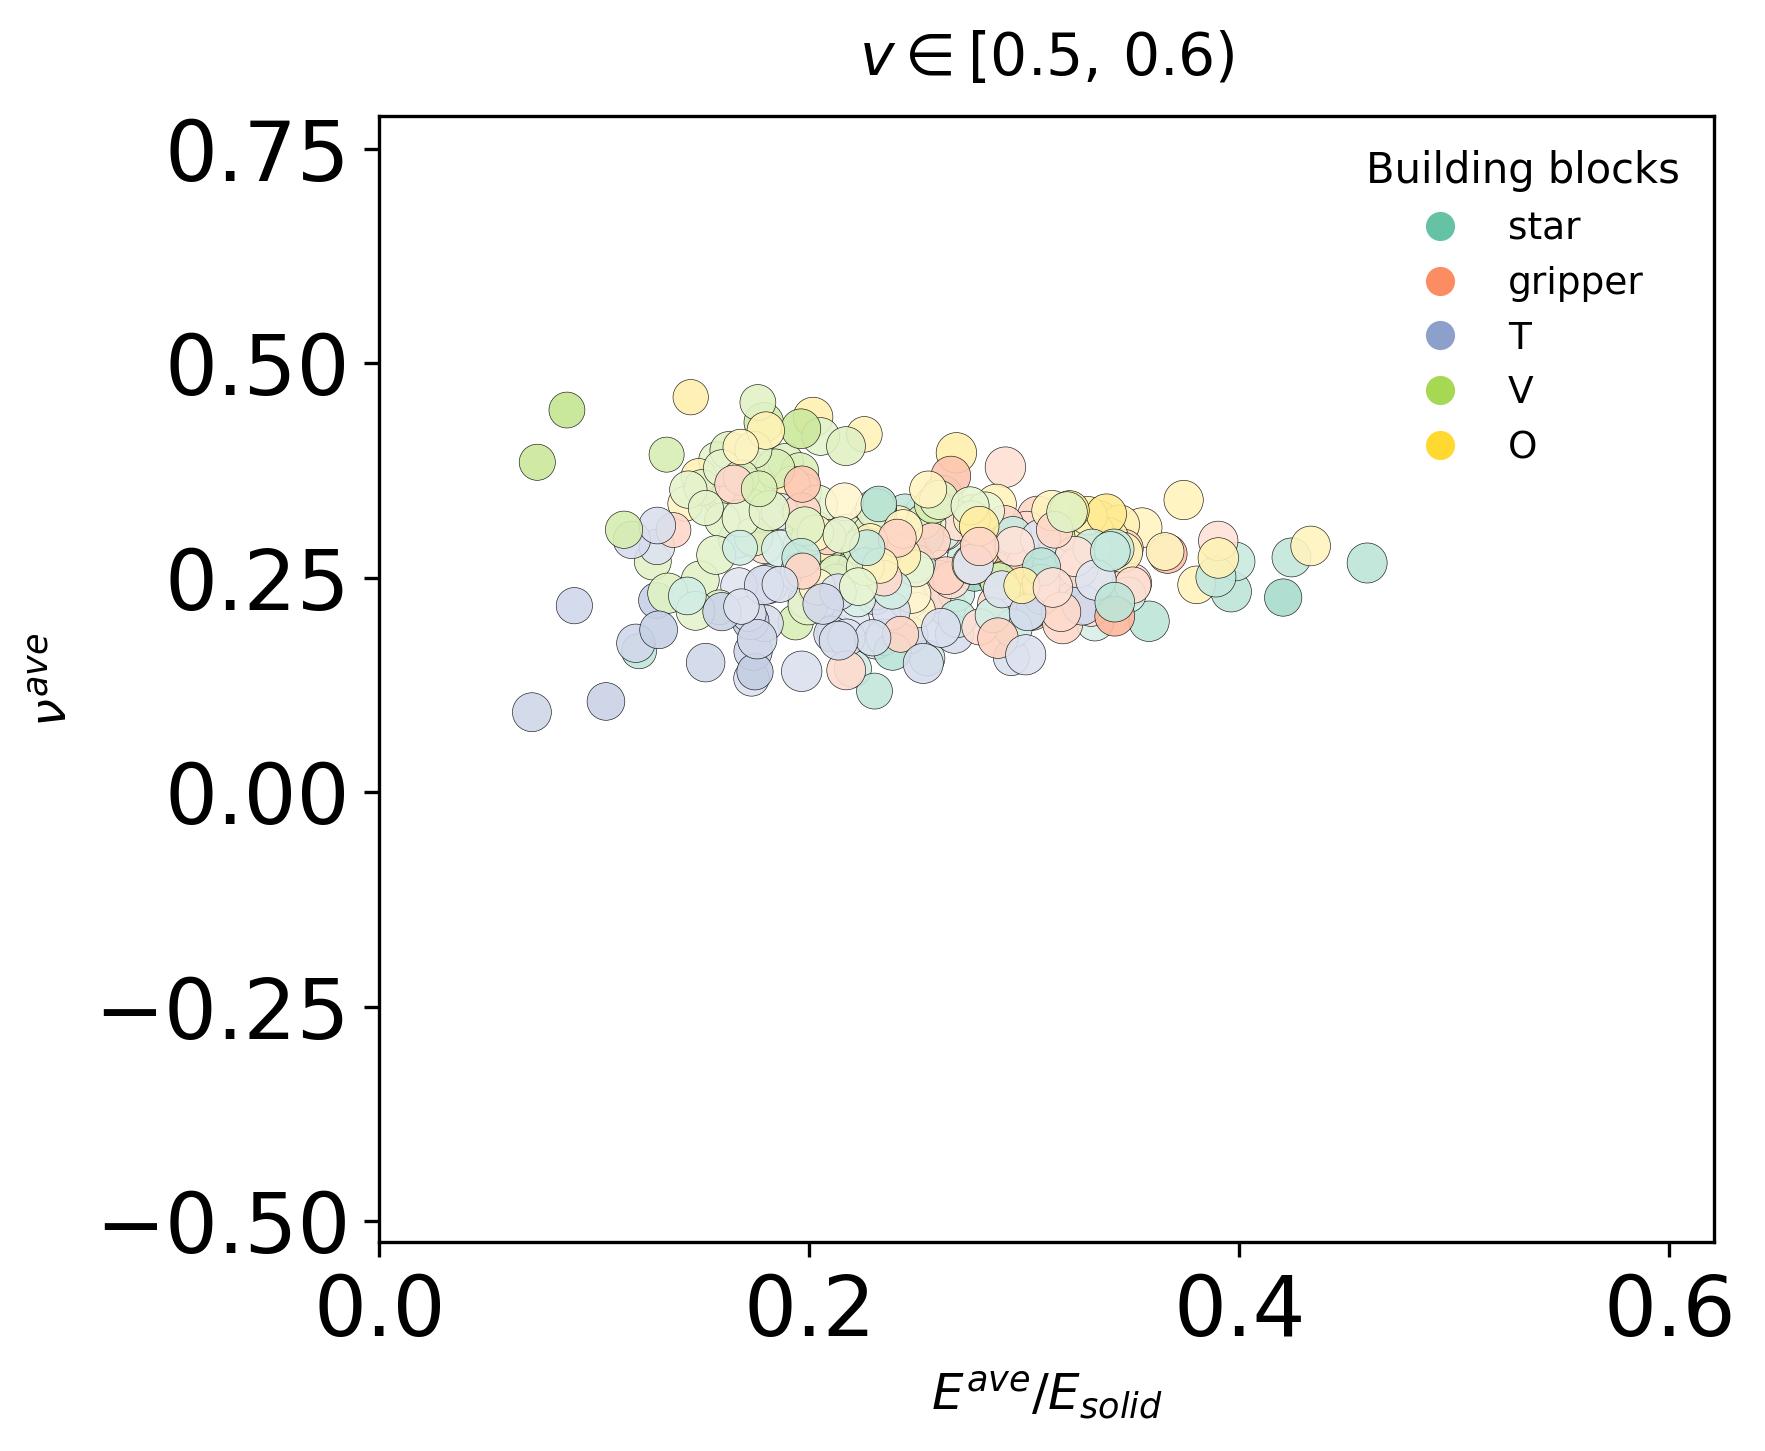 v ∈ [0.5, 0.6)
0.75
0.50
0.25
0.00
−0.25
−0.50
ν^ave
Building blocks
star
gripper
T
V
O
0.0 0.2 0.4 0.6
E^ave/E_solid